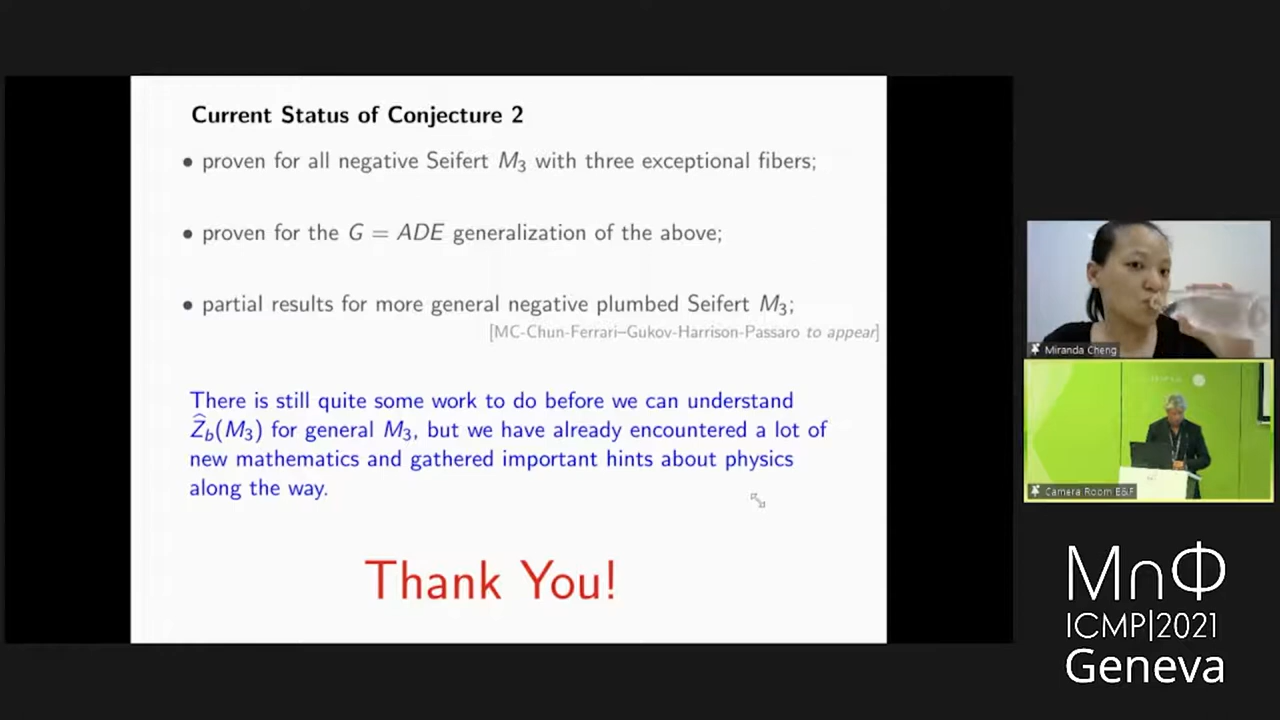 Current Status of Conjecture 2
• proven for all negative Seifert M₃ with three exceptional fibers;
• proven for the G = ADE generalization of the above;
• partial results for more general negative plumbed Seifert M₃;
[MC-Chun-Ferrari–Gukov-Harrison-Passaro to appear]
There is still quite some work to do before we can understand
Ẑ_b(M₃) for general M₃, but we have already encountered a lot of
new mathematics and gathered important hints about physics
along the way.
Thank You!
Miranda Cheng
Camera Room E&F
M∩Φ
ICMP|2021
Geneva